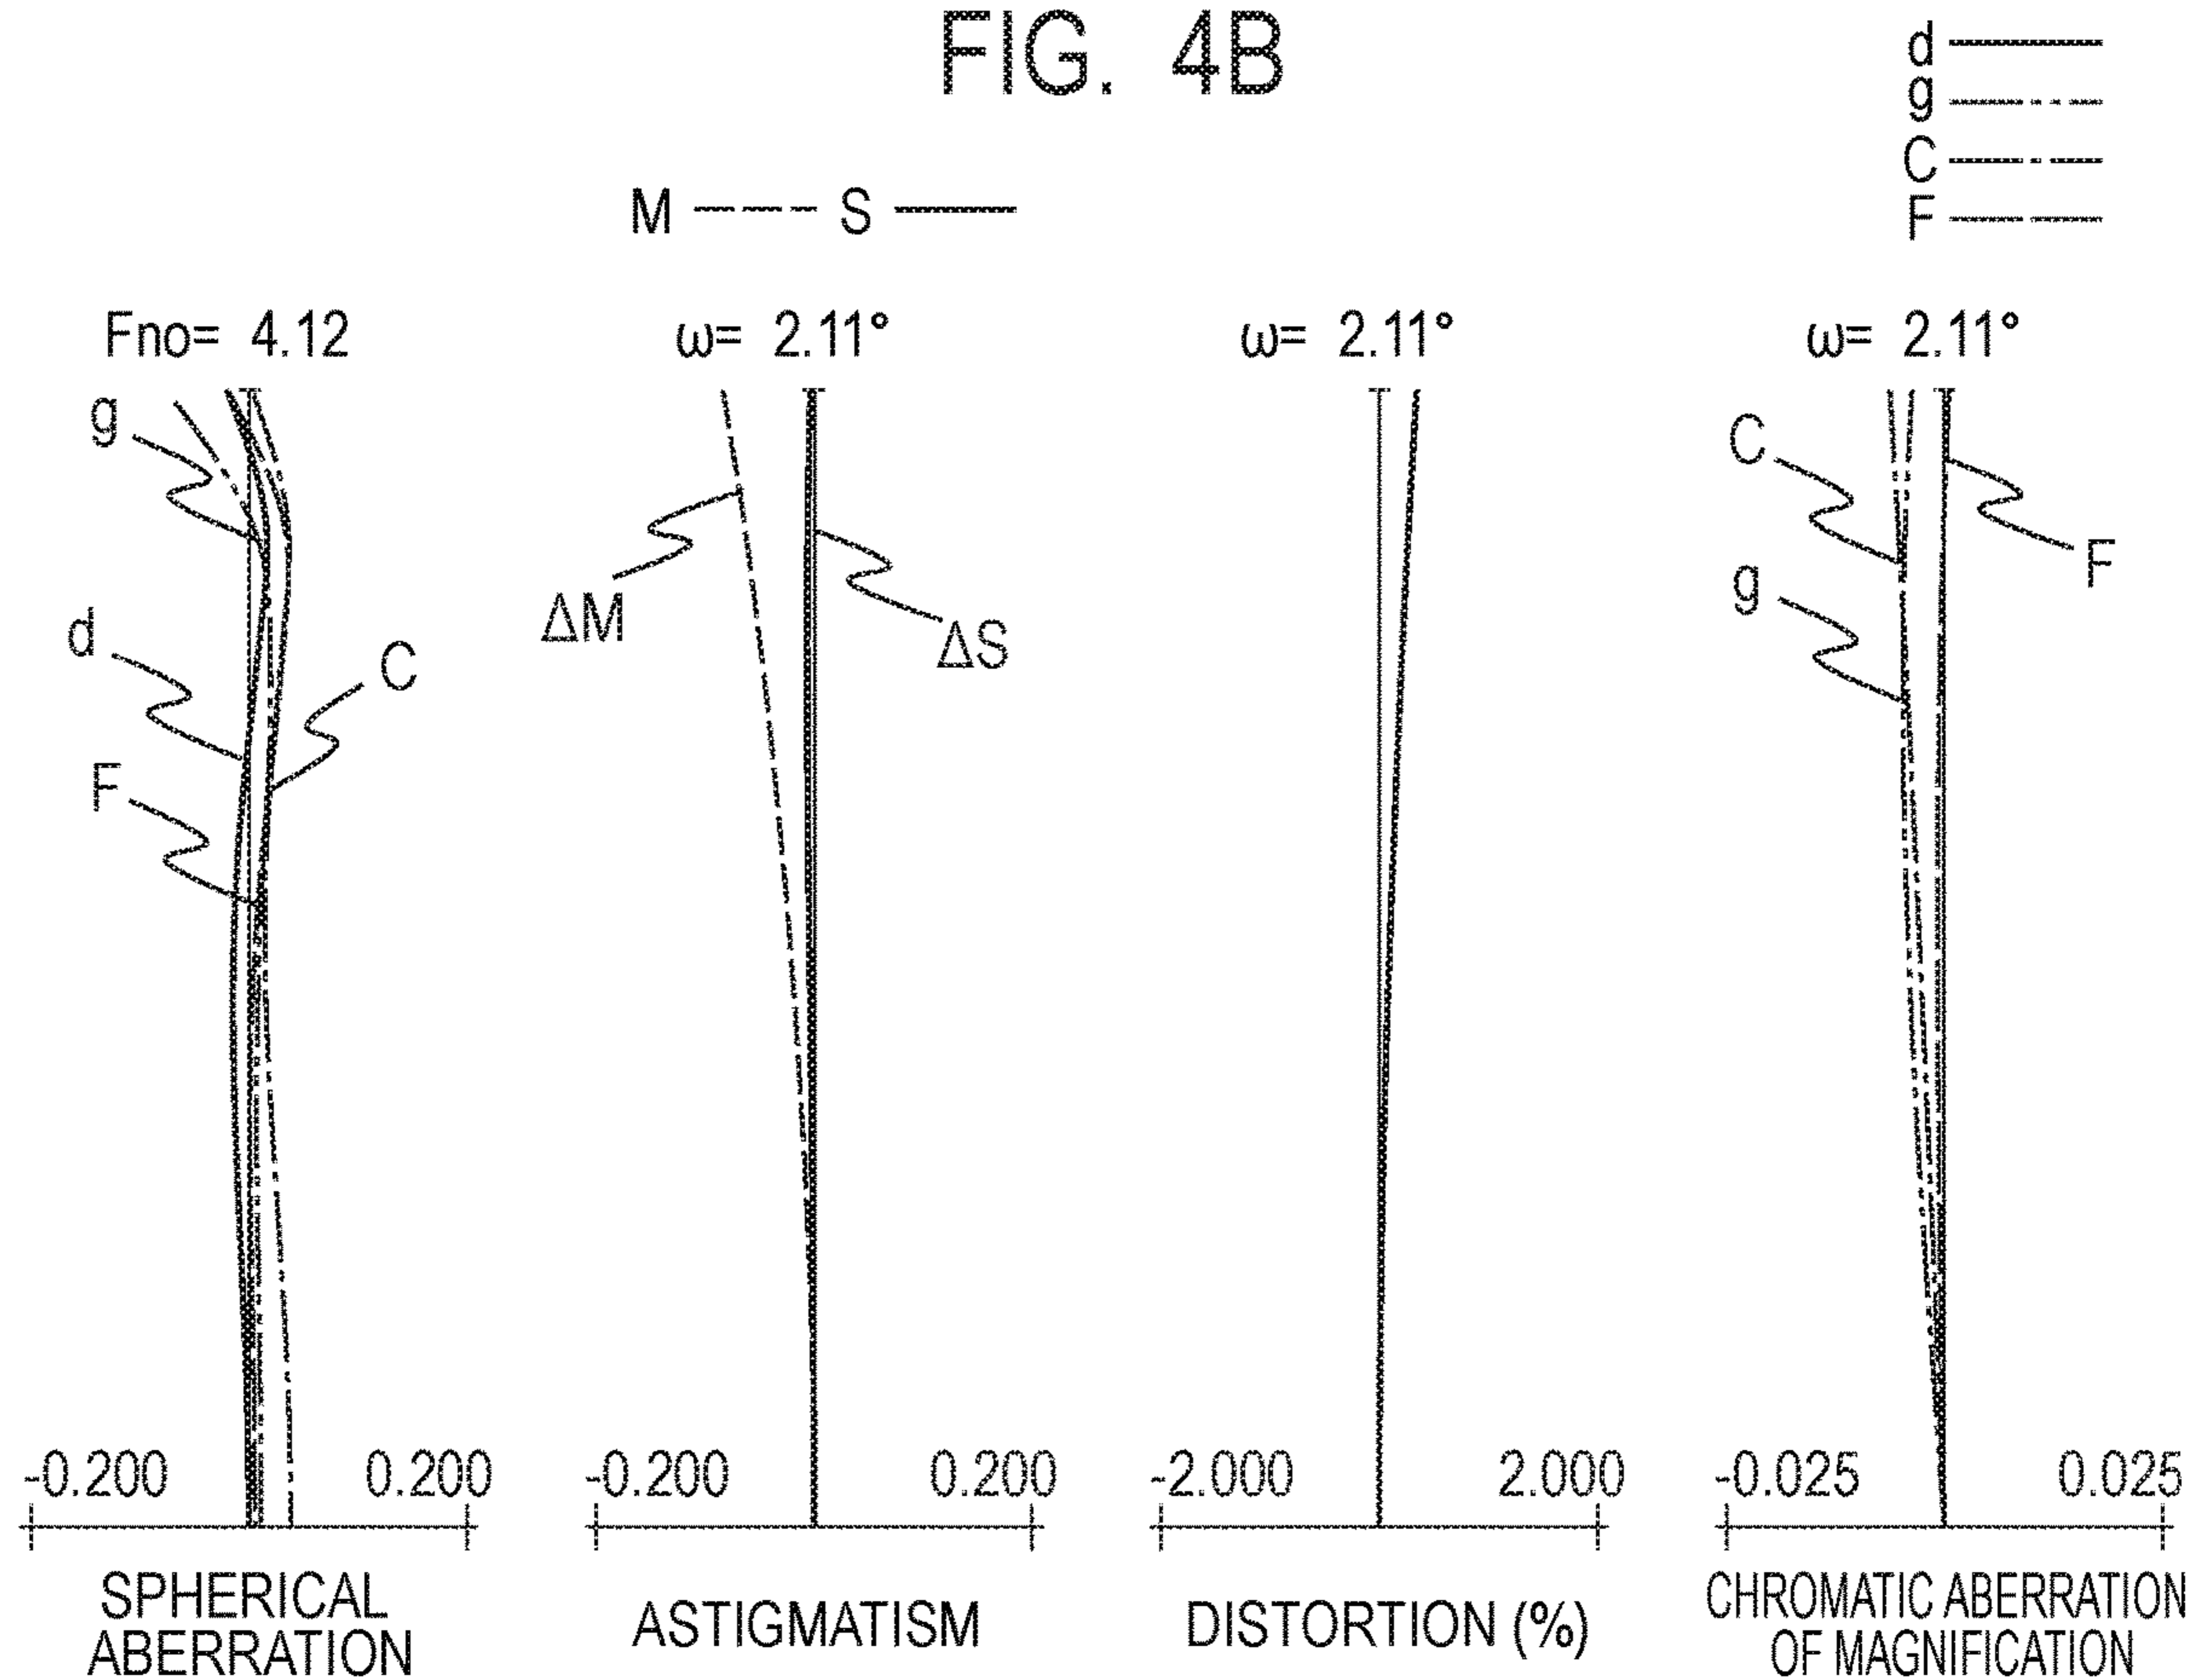 FIG. 4B
d
g
C
F
M S
Fno= 4.12
ω= 2.11°
ω= 2.11°
ω= 2.11°
g
d
F
C
ΔM
ΔS
C
g
F
-0.200 0.200
-0.200 0.200
-2.000 2.000
-0.025 0.025
SPHERICAL
ABERRATION
ASTIGMATISM
DISTORTION (%)
CHROMATIC ABERRATION
OF MAGNIFICATION